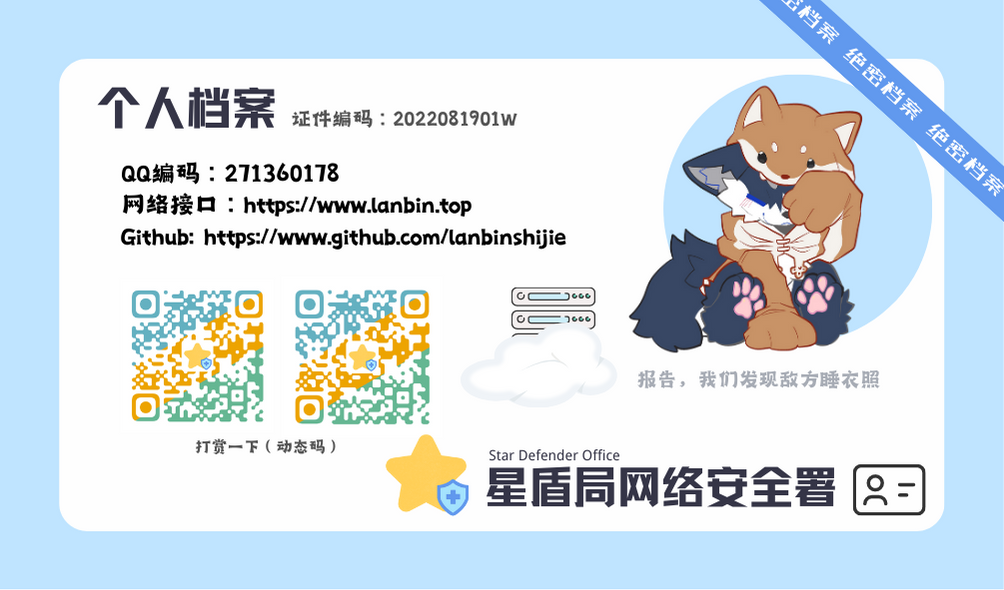 绝密档案 绝密档案 绝密档案
个人档案 证件编码：2022081901W
QQ编码：271360178
网络接口：https://www.lanbin.top
Github: https://www.github.com/lanbinshijie
报告，我们发现敌方睡衣照
打赏一下（动态码）
Star Defender Office
星盾局网络安全署